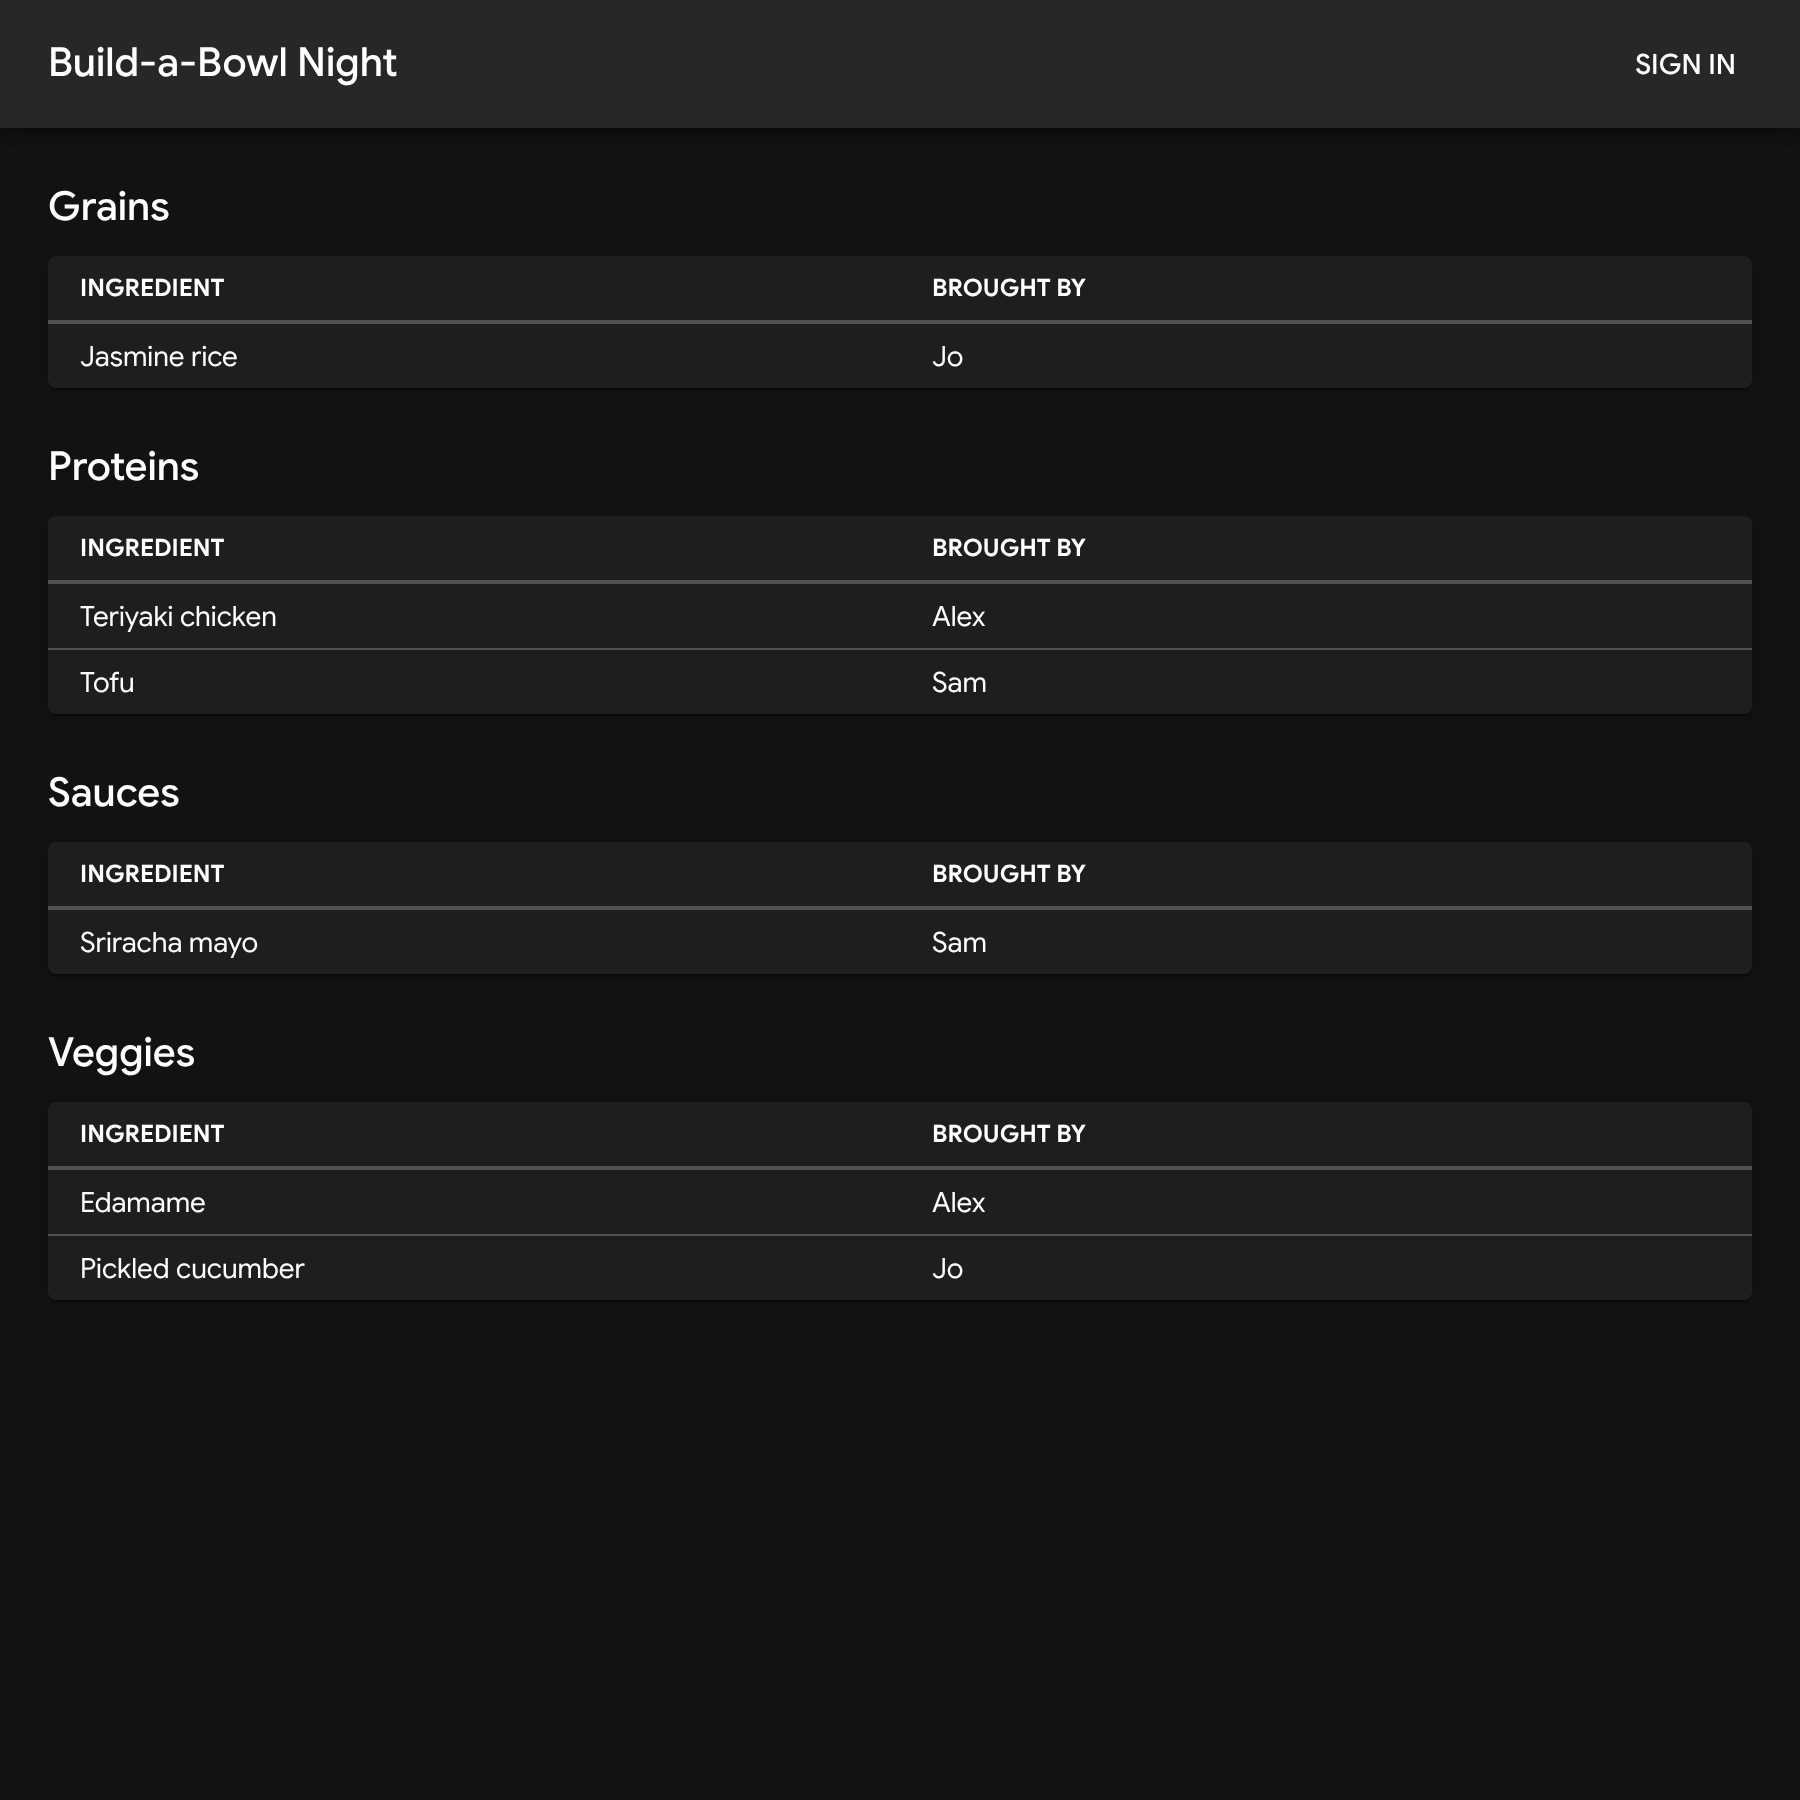 Build-a-Bowl Night
SIGN IN
Grains
INGREDIENT BROUGHT BY
Jasmine rice Jo
Proteins
INGREDIENT BROUGHT BY
Teriyaki chicken Alex
Tofu Sam
Sauces
INGREDIENT BROUGHT BY
Sriracha mayo Sam
Veggies
INGREDIENT BROUGHT BY
Edamame Alex
Pickled cucumber Jo